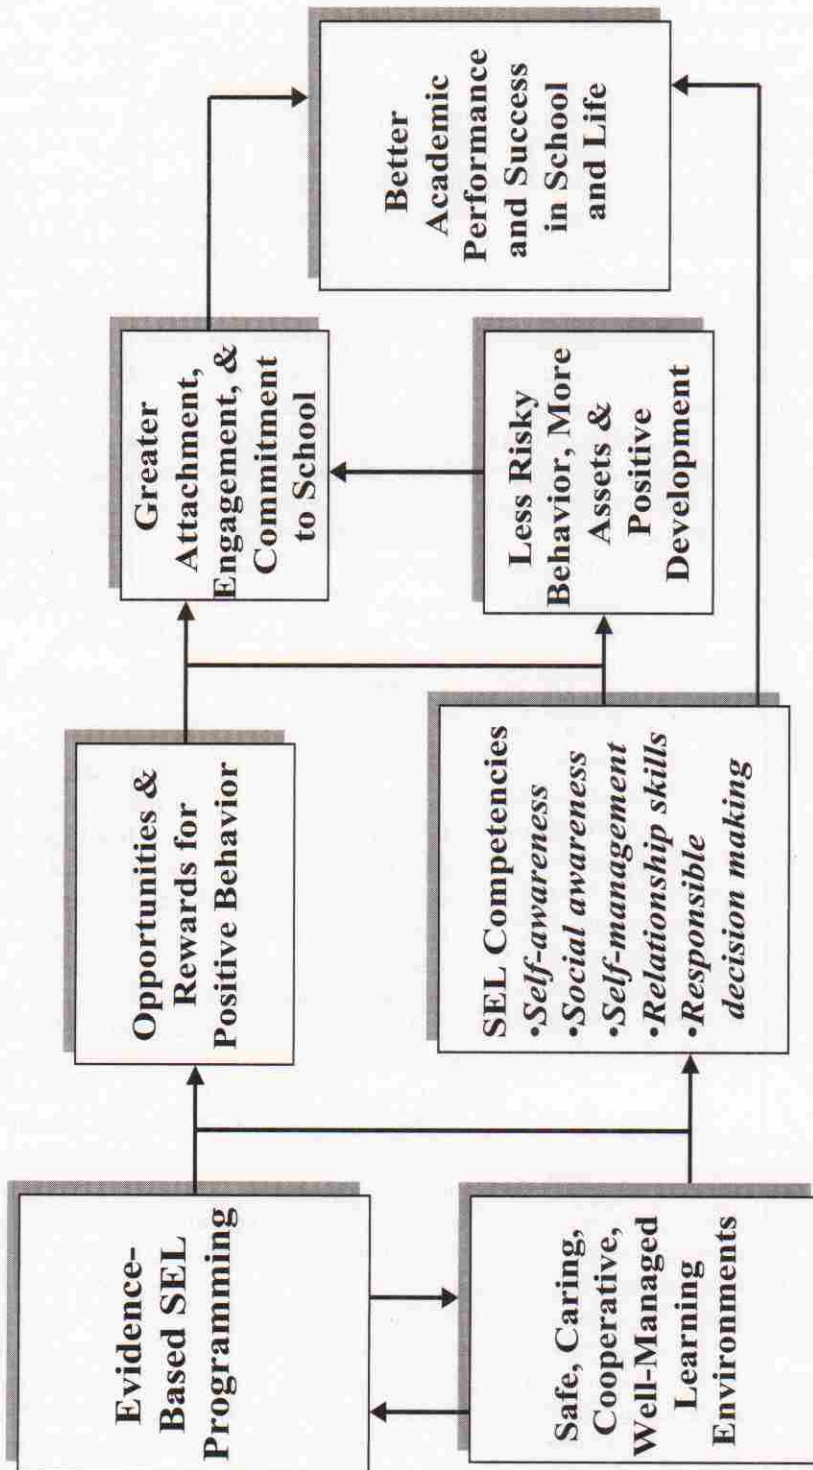 Evidence-
Based SEL
Programming
Safe, Caring,
Cooperative,
Well-Managed
Learning
Environments
Opportunities &
Rewards for
Positive Behavior
SEL Competencies
•Self-awareness
•Social awareness
•Self-management
•Relationship skills
•Responsible
decision making
Greater
Attachment,
Engagement, &
Commitment
to School
Less Risky
Behavior, More
Assets &
Positive
Development
Better
Academic
Performance
and Success
in School
and Life